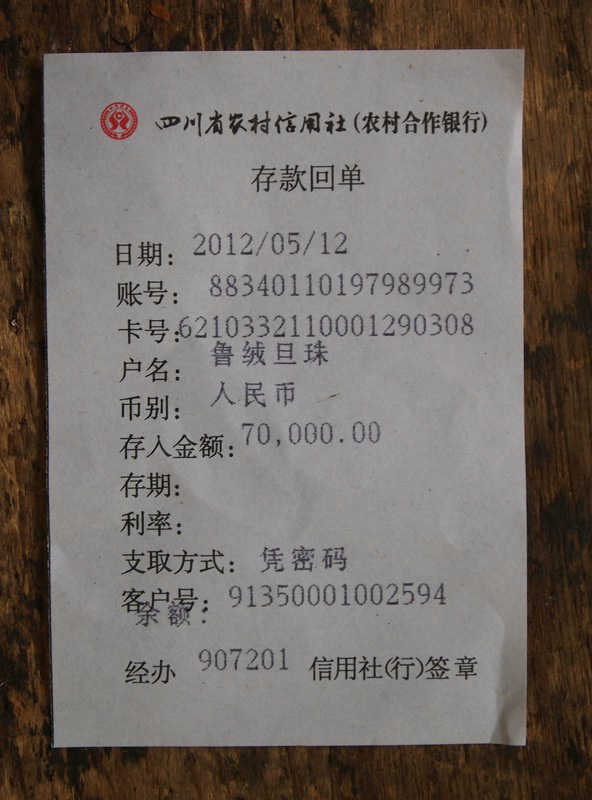 四川省农村信用社(农村合作银行)
存款回单
日期: 2012/05/12
账号: 88340110197989973
卡号:6210332110001290308
户名: 鲁绒旦珠
币别: 人民币
存入金额:70,000.00
存期:
利率:
支取方式: 凭密码
客户号: 91350001002594
余额:
经办 907201 信用社(行)签章